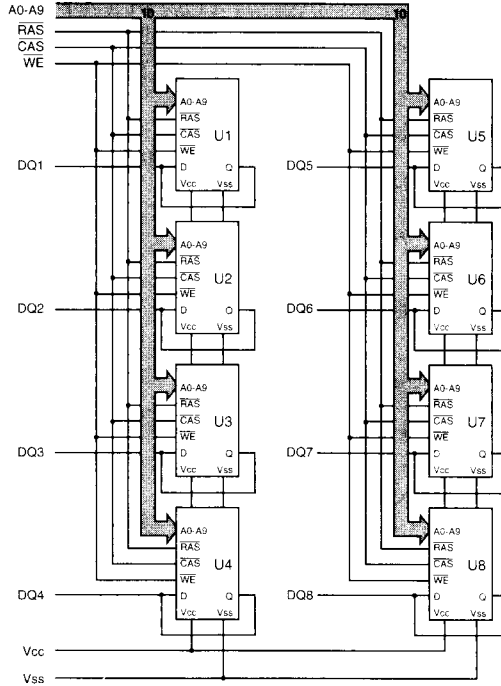 A0-A9 10 10
RAS
CAS
WE
A0-A9 A0-A9
RAS RAS
CAS U1 CAS U5
WE WE
DQ1 D Q DQ5 D Q
Vcc Vss Vcc Vss
A0-A9 A0-A9
RAS RAS
CAS U2 CAS U6
WE WE
DQ2 D Q DQ6 D Q
Vcc Vss Vcc Vss
A0-A9 A0-A9
RAS RAS
CAS U3 CAS U7
WE WE
DQ3 D Q DQ7 D Q
Vcc Vss Vcc Vss
A0-A9 A0-A9
RAS RAS
CAS U4 CAS U8
WE WE
DQ4 D Q DQ8 D Q
Vcc Vss Vcc Vss
Vcc
Vss